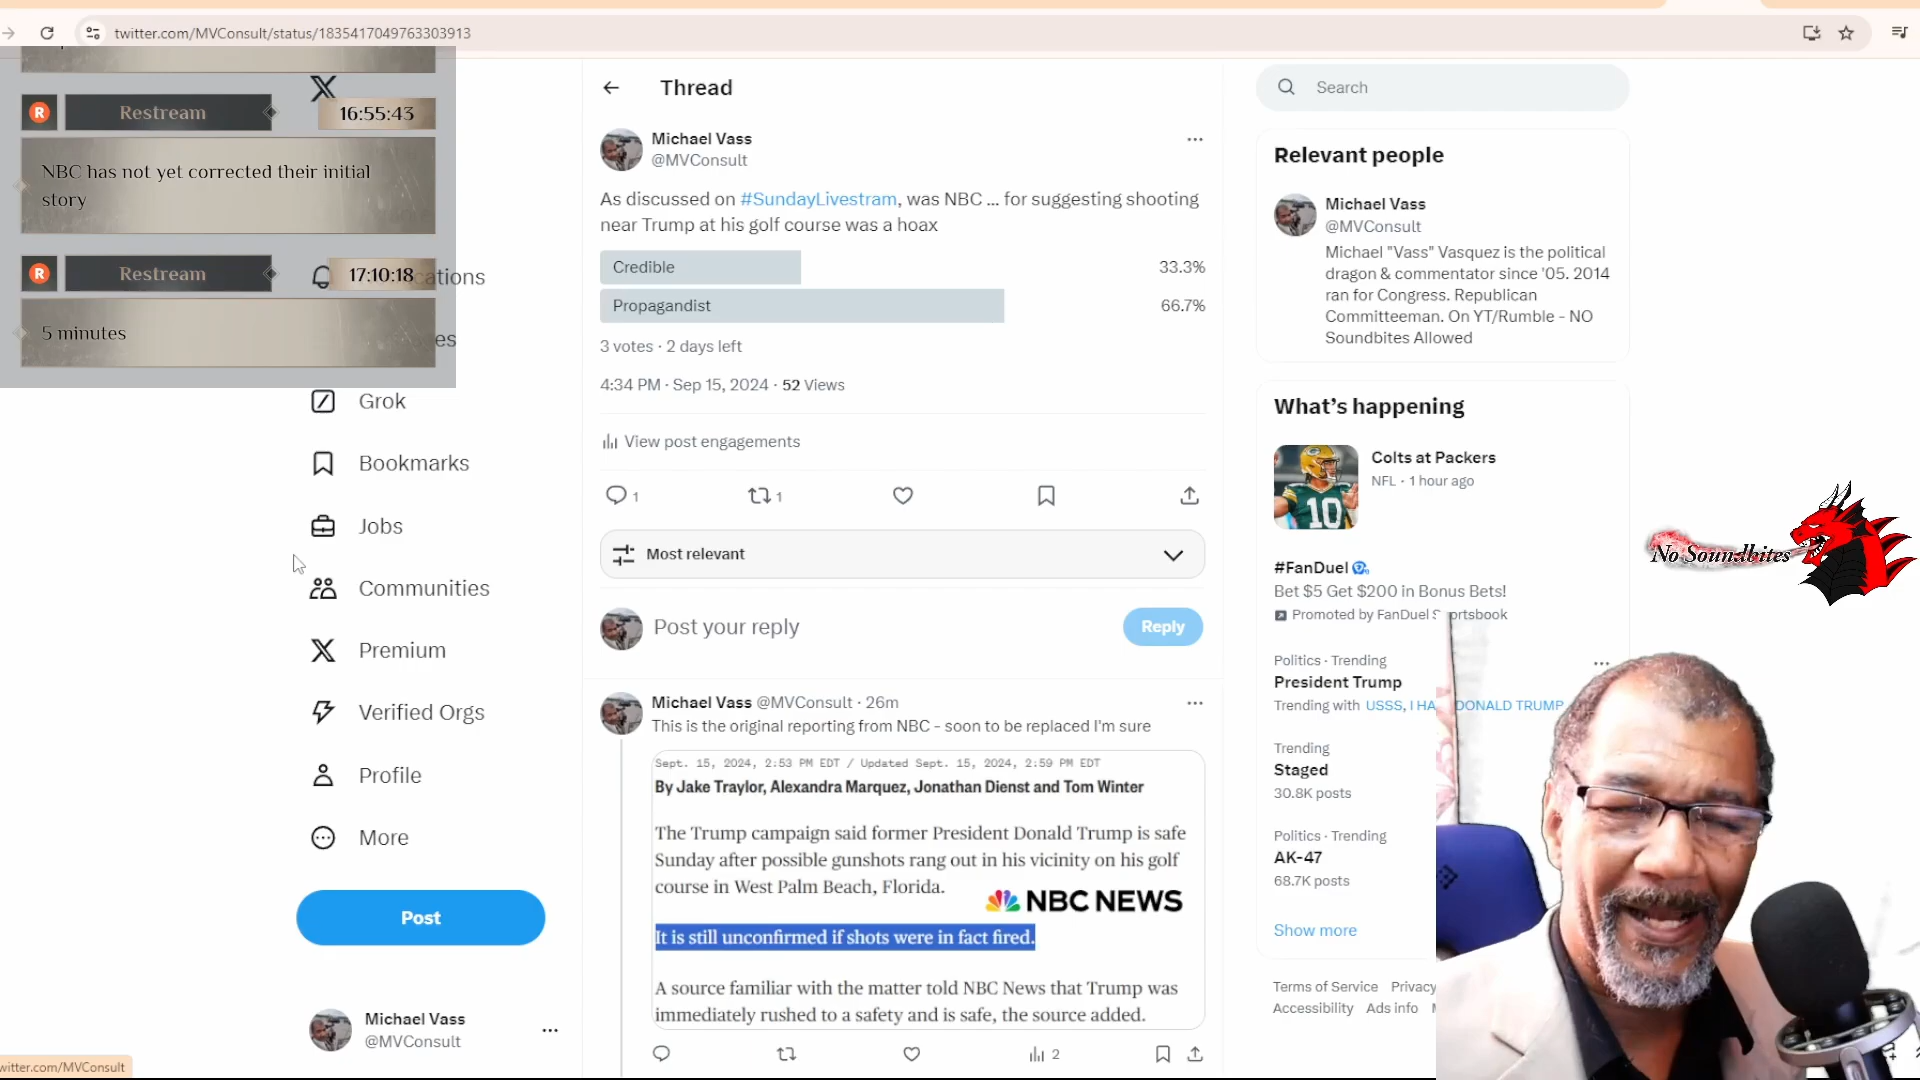 twitter.com/MVConsult/status/1835417049763303913
Restream
16:55:43
NBC has not yet corrected their initial
story
Restream
17:10:18
5 minutes
Grok
Bookmarks
Jobs
Communities
Premium
Verified Orgs
Profile
More
Post
Michael Vass
@MVConsult
witter.com/MVConsult
Thread
Michael Vass
@MVConsult
As discussed on #SundayLivestram, was NBC ... for suggesting shooting
near Trump at his golf course was a hoax
Credible 33.3%
Propagandist 66.7%
3 votes · 2 days left
4:34 PM · Sep 15, 2024 · 52 Views
View post engagements
1
1
Most relevant
Post your reply
Reply
Michael Vass @MVConsult · 26m
This is the original reporting from NBC - soon to be replaced I'm sure
Sept. 15, 2024, 2:53 PM EDT / Updated Sept. 15, 2024, 2:59 PM EDT
By Jake Traylor, Alexandra Marquez, Jonathan Dienst and Tom Winter
The Trump campaign said former President Donald Trump is safe
Sunday after possible gunshots rang out in his vicinity on his golf
course in West Palm Beach, Florida.
NBC NEWS
It is still unconfirmed if shots were in fact fired.
A source familiar with the matter told NBC News that Trump was
immediately rushed to a safety and is safe, the source added.
2
Search
Relevant people
Michael Vass
@MVConsult
Michael "Vass" Vasquez is the political
dragon & commentator since '05. 2014
ran for Congress. Republican
Committeeman. On YT/Rumble - NO
Soundbites Allowed
What's happening
Colts at Packers
NFL · 1 hour ago
10
#FanDuel
Bet $5 Get $200 in Bonus Bets!
Promoted by FanDuel Sportsbook
Politics · Trending
President Trump
Trending with USSS, I HA DONALD TRUMP
Trending
Staged
30.8K posts
Politics · Trending
AK-47
68.7K posts
Show more
Terms of Service Privacy
Accessibility Ads info
No Soundbites